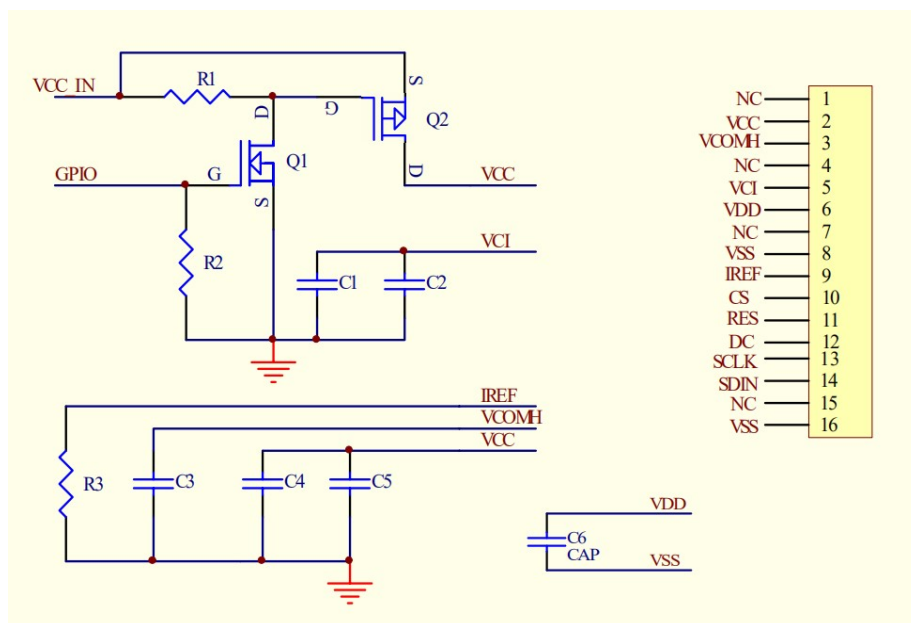 VCC_IN
R1
D
G
S
Q2
D
VCC
GPIO
G
Q1
S
R2
VCI
C1
C2
IREF
VCOMH
VCC
R3
C3
C4
C5
VDD
C6
CAP
VSS
NC 1
VCC 2
VCOMH 3
NC 4
VCI 5
VDD 6
NC 7
VSS 8
IREF 9
CS 10
RES 11
DC 12
SCLK 13
SDIN 14
NC 15
VSS 16